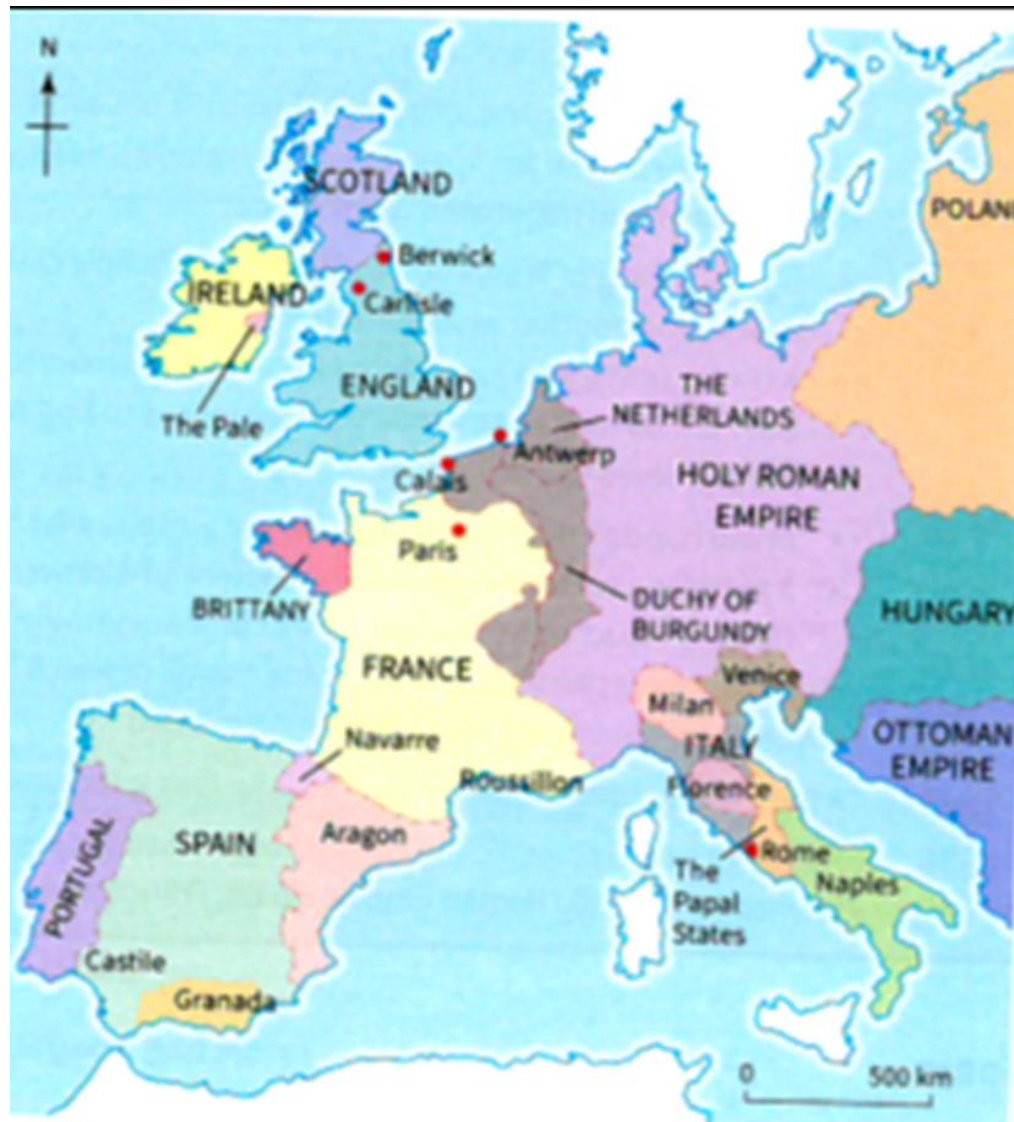 N
SCOTLAND
POLAN
Berwick
IRELAND
Carlisle
ENGLAND
THE
NETHERLANDS
The Pale
Antwerp
Calais
HOLY ROMAN
EMPIRE
Paris
BRITTANY
DUCHY OF
BURGUNDY
HUNGARY
FRANCE
Venice
Milan
Navarre
ITALY
OTTOMAN
EMPIRE
Roussillon
Florence
Aragon
SPAIN
PORTUGAL
Rome
The
Papal
States
Naples
Castile
Granada
0 500 km